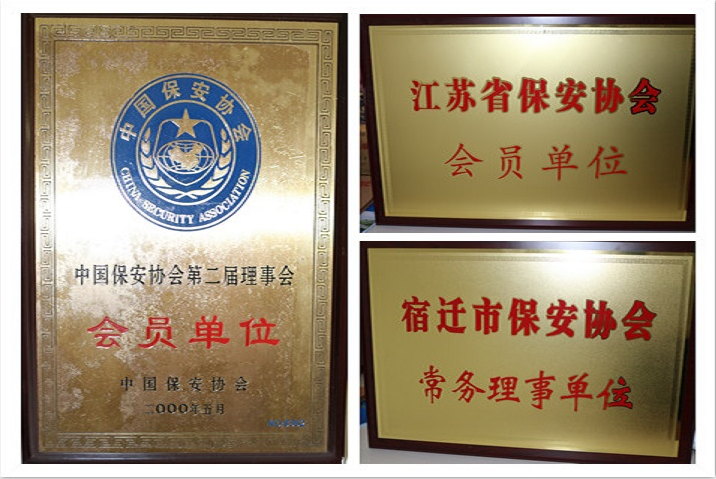 中国保安协会
CHINA SECURITY ASSOCIATION
中国保安协会第二届理事会
会员单位
中国保安协会
二000年五月
江苏省保安协会
会员单位
宿迁市保安协会
常务理事单位